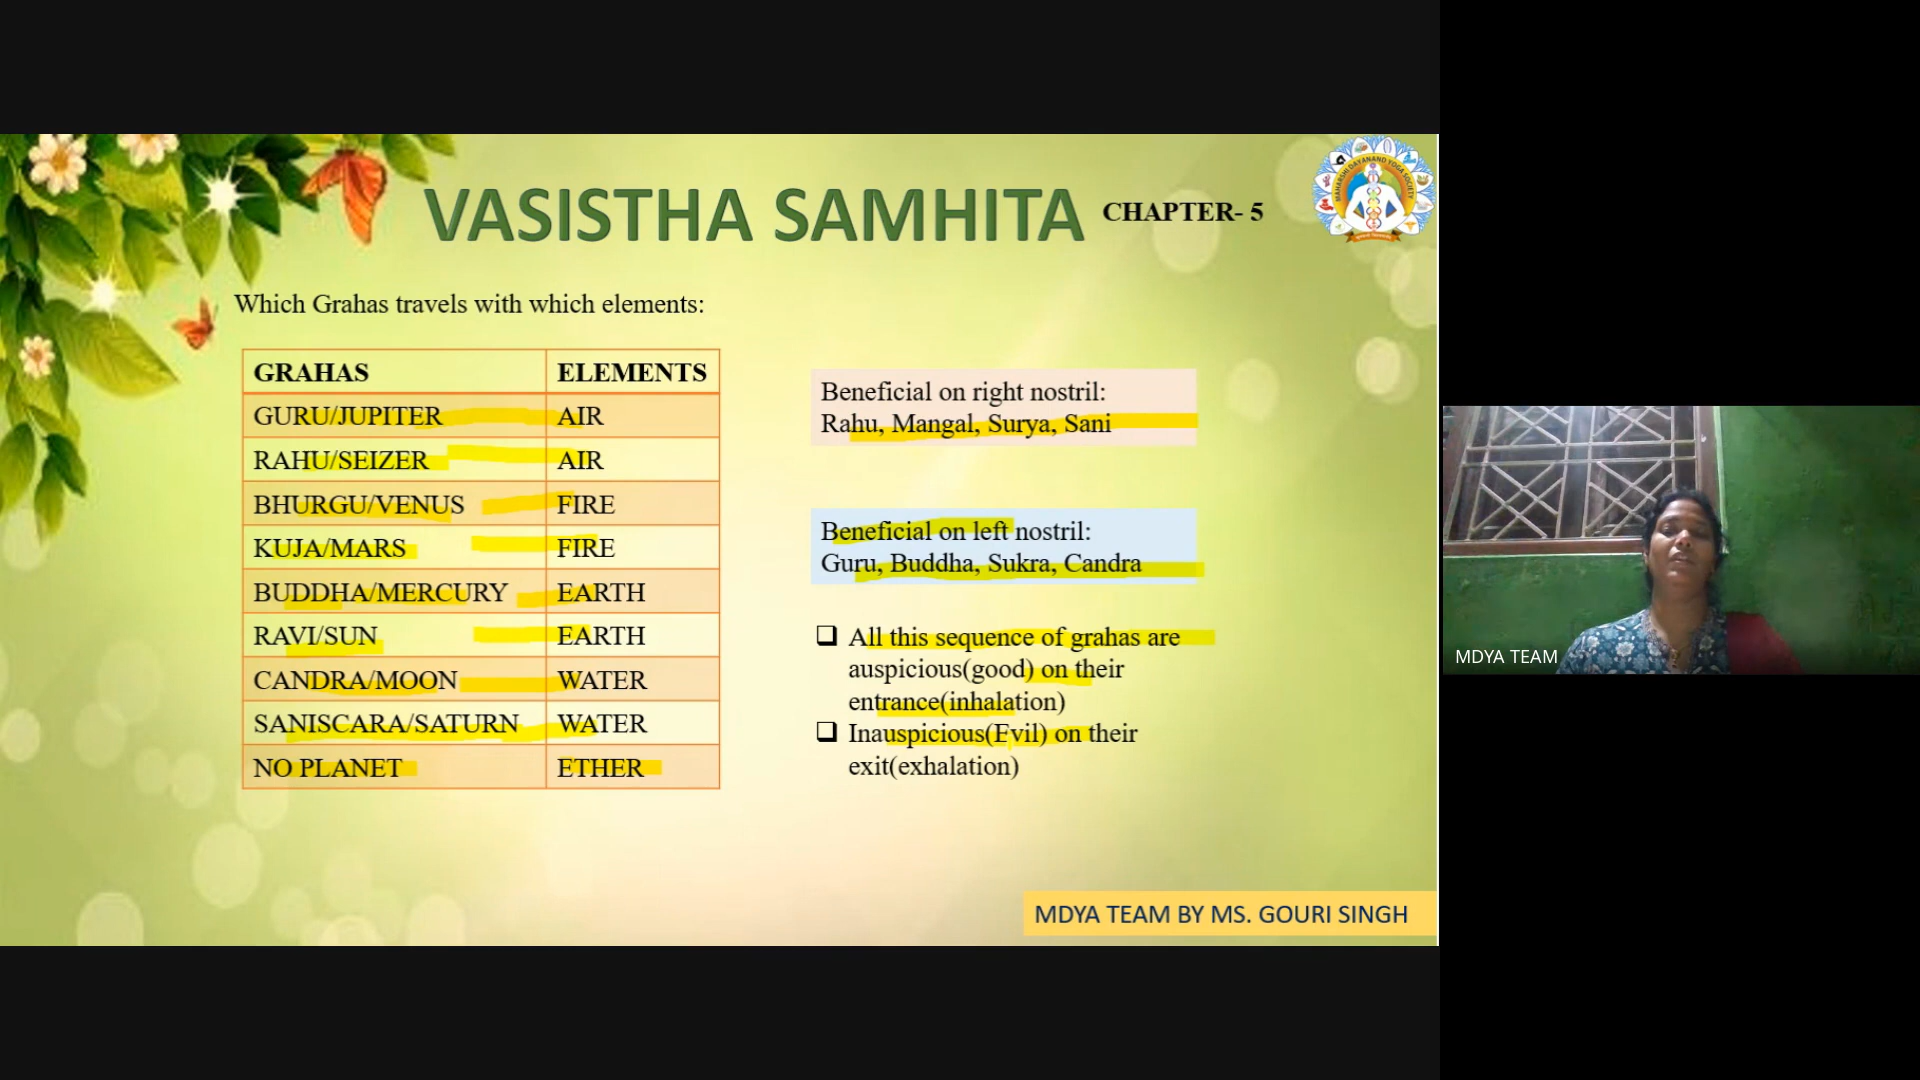 VASISTHA SAMHITA CHAPTER- 5
MAHARSHI DAYANAND YOGA SOCIETY
Which Grahas travels with which elements:
GRAHAS ELEMENTS
GURU/JUPITER AIR
RAHU/SEIZER AIR
BHURGU/VENUS FIRE
KUJA/MARS FIRE
BUDDHA/MERCURY EARTH
RAVI/SUN EARTH
CANDRA/MOON WATER
SANISCARA/SATURN WATER
NO PLANET ETHER
Beneficial on right nostril:
Rahu, Mangal, Surya, Sani
Beneficial on left nostril:
Guru, Buddha, Sukra, Candra
All this sequence of grahas are
auspicious(good) on their
entrance(inhalation)
Inauspicious(Evil) on their
exit(exhalation)
MDYA TEAM BY MS. GOURI SINGH
MDYA TEAM